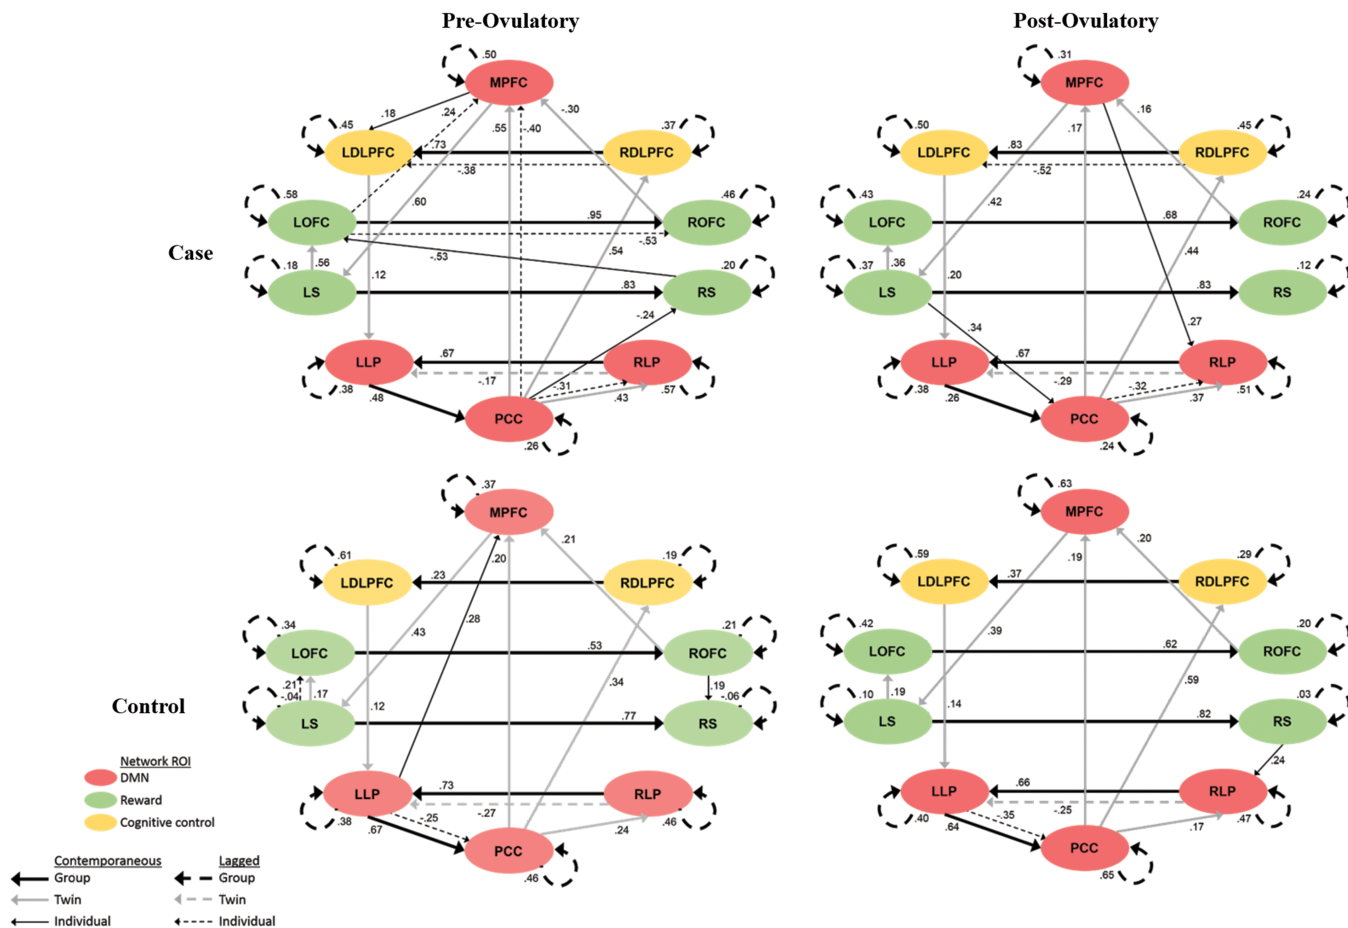 Pre-Ovulatory
Post-Ovulatory
Case
.50
MPFC
.18
.24
.55
-.40
-.30
.45
LDLPFC
.73
-.38
.37
RDLPFC
.58
LOFC
.60
.95
-.53
.46
ROFC
-.53
.54
.18
.56
LS
.12
.83
.20
RS
-.24
LLP
.67
RLP
-.17
-.31
.38
.48
.43
.57
PCC
.26
.31
MPFC
.17
.16
.50
LDLPFC
.83
-.52
.45
RDLPFC
.43
LOFC
.42
.68
.24
ROFC
.37
.36
LS
.20
.44
.83
.12
RS
.34
.27
LLP
.67
RLP
-.29
-.32
.38
.26
.37
.51
PCC
.24
Control
.37
MPFC
.20
.21
.61
LDLPFC
.23
.19
RDLPFC
.34
LOFC
.43
.28
.53
.21
ROFC
.21
-.04
.17
LS
.12
.34
.77
.19
-.06
RS
LLP
.73
RLP
-.25
-.27
.38
.67
.24
.46
PCC
.46
.63
MPFC
.19
.20
.59
LDLPFC
.37
.29
RDLPFC
.42
LOFC
.39
.62
.20
ROFC
.10
.19
LS
.14
.59
.82
.03
RS
.24
LLP
.66
RLP
-.35
-.25
.40
.64
.17
.47
PCC
.65
Network ROI
DMN
Reward
Cognitive control
Contemporaneous
Group
Twin
Individual
Lagged
Group
Twin
Individual